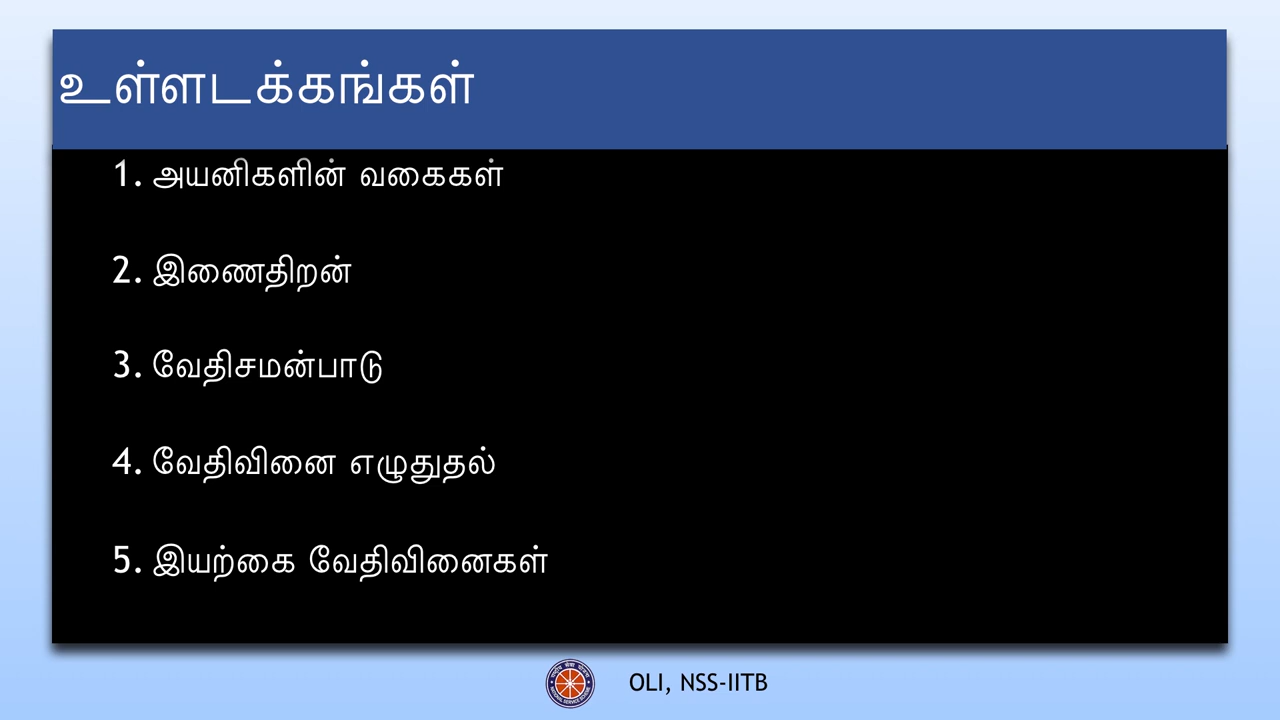 உள்ளடக்கங்கள்
1. அயனிகளின் வகைகள்
2. இணைதிறன்
3. வேதிசமன்பாடு
4. வேதிவினை எழுதுதல்
5. இயற்கை வேதிவினைகள்
OLI, NSS-IITB